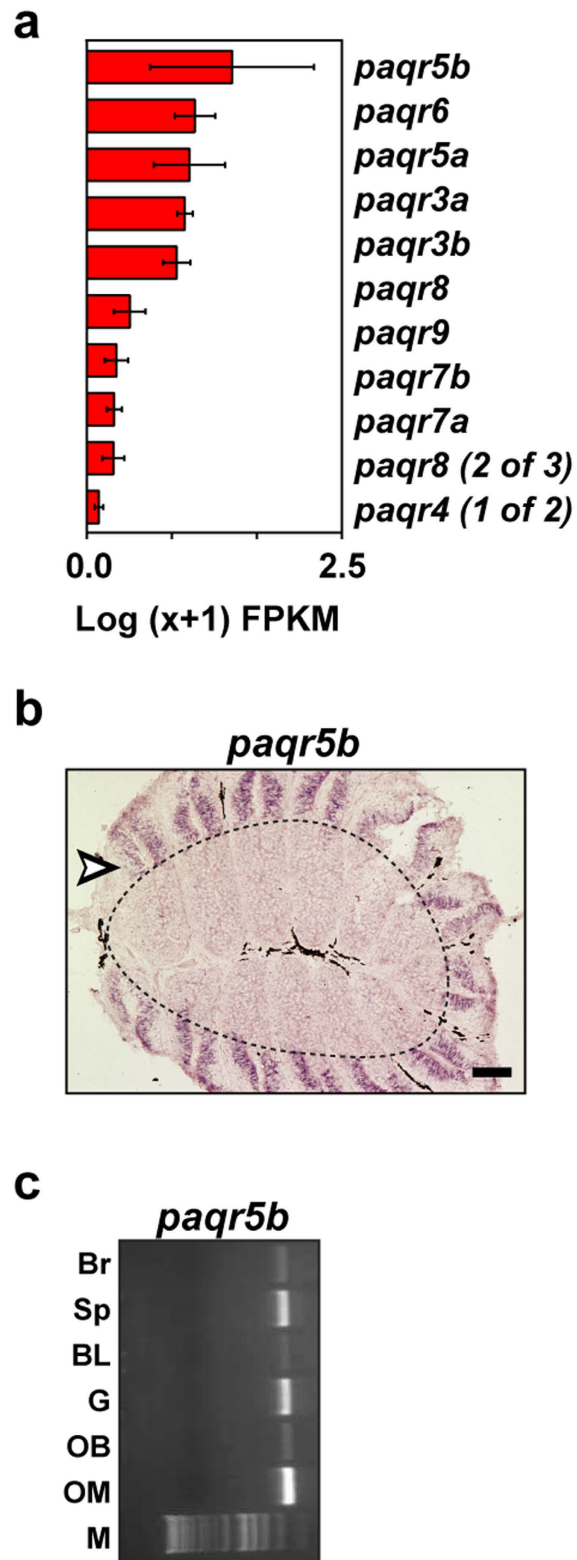 a
paqr5b
paqr6
paqr5a
paqr3a
paqr3b
paqr8
paqr9
paqr7b
paqr7a
paqr8 (2 of 3)
paqr4 (1 of 2)
0.0 2.5
Log (x+1) FPKM
b
paqr5b
c
paqr5b
Br
Sp
BL
G
OB
OM
M